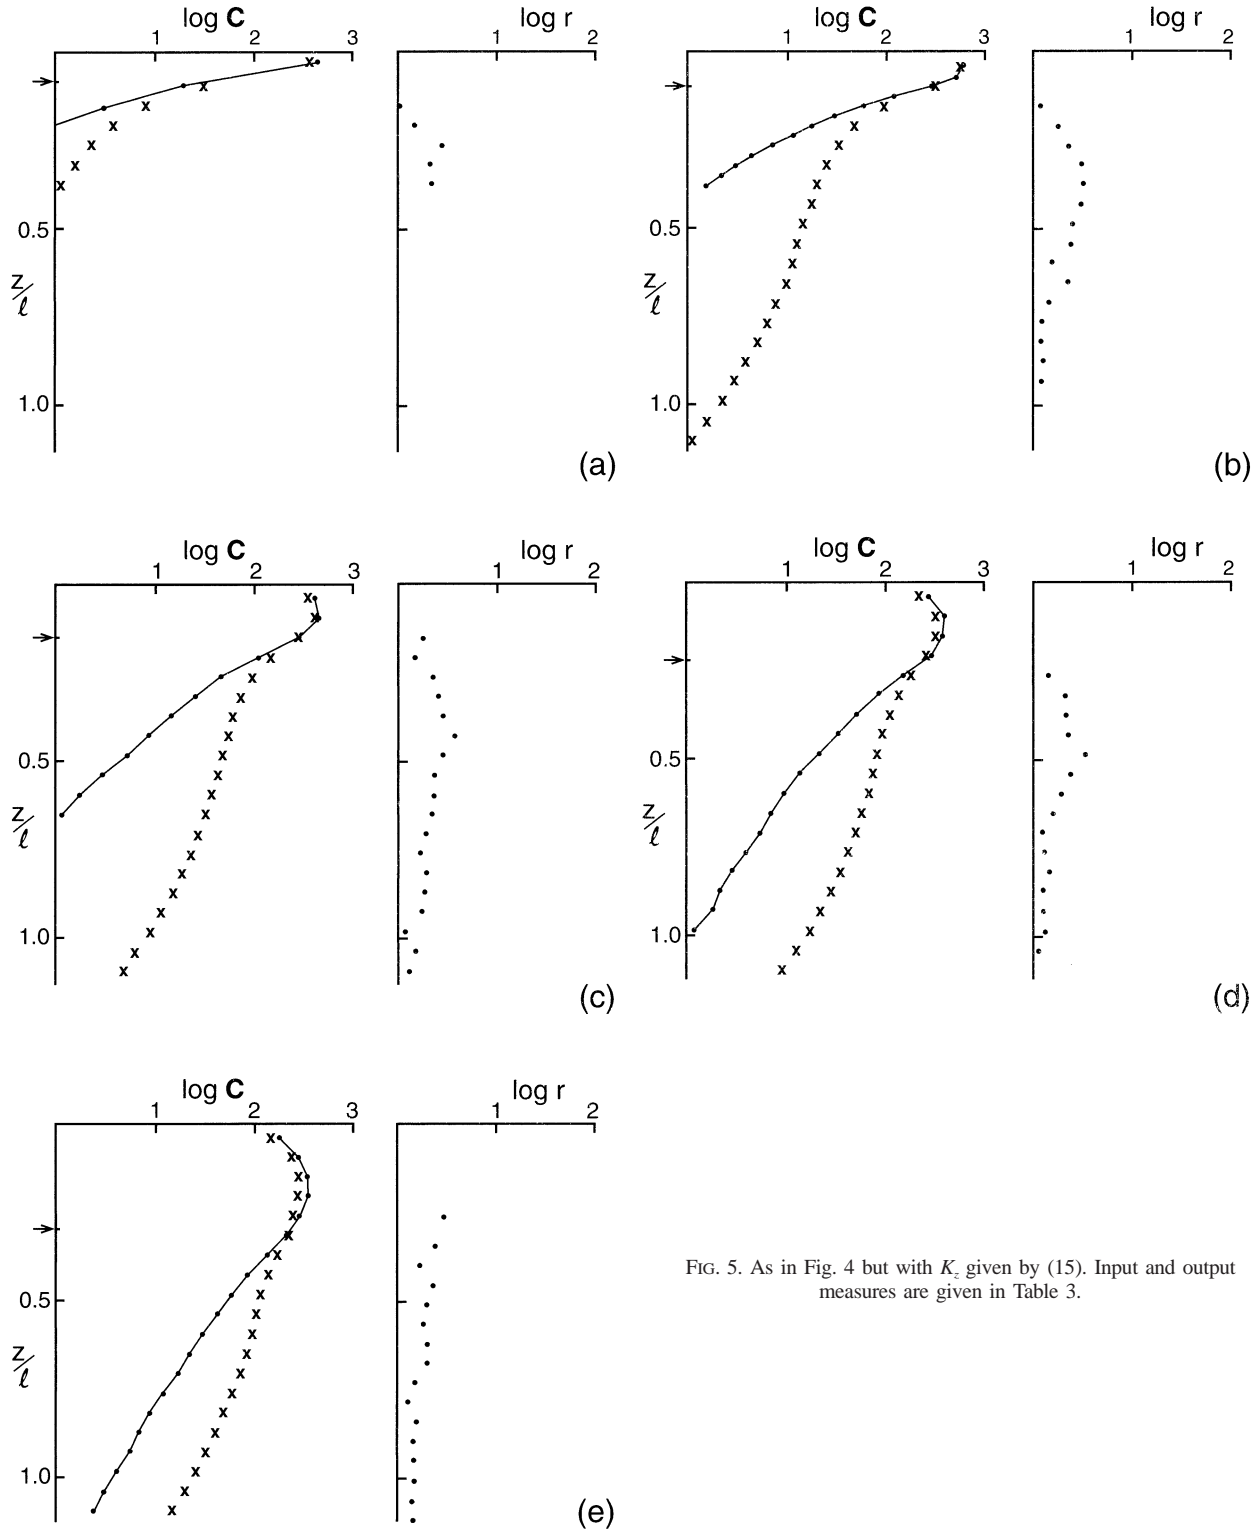 log C
log r
1 2 3
1 2
0.5
z/ℓ
1.0
(a)
log C
log r
1 2 3
1 2
0.5
z/ℓ
1.0
(b)
log C
log r
1 2 3
1 2
0.5
z/ℓ
1.0
(c)
log C
log r
1 2 3
1 2
0.5
z/ℓ
1.0
(d)
log C
log r
1 2 3
1 2
0.5
z/ℓ
1.0
(e)
FIG. 5. As in Fig. 4 but with K_z given by (15). Input and output
measures are given in Table 3.